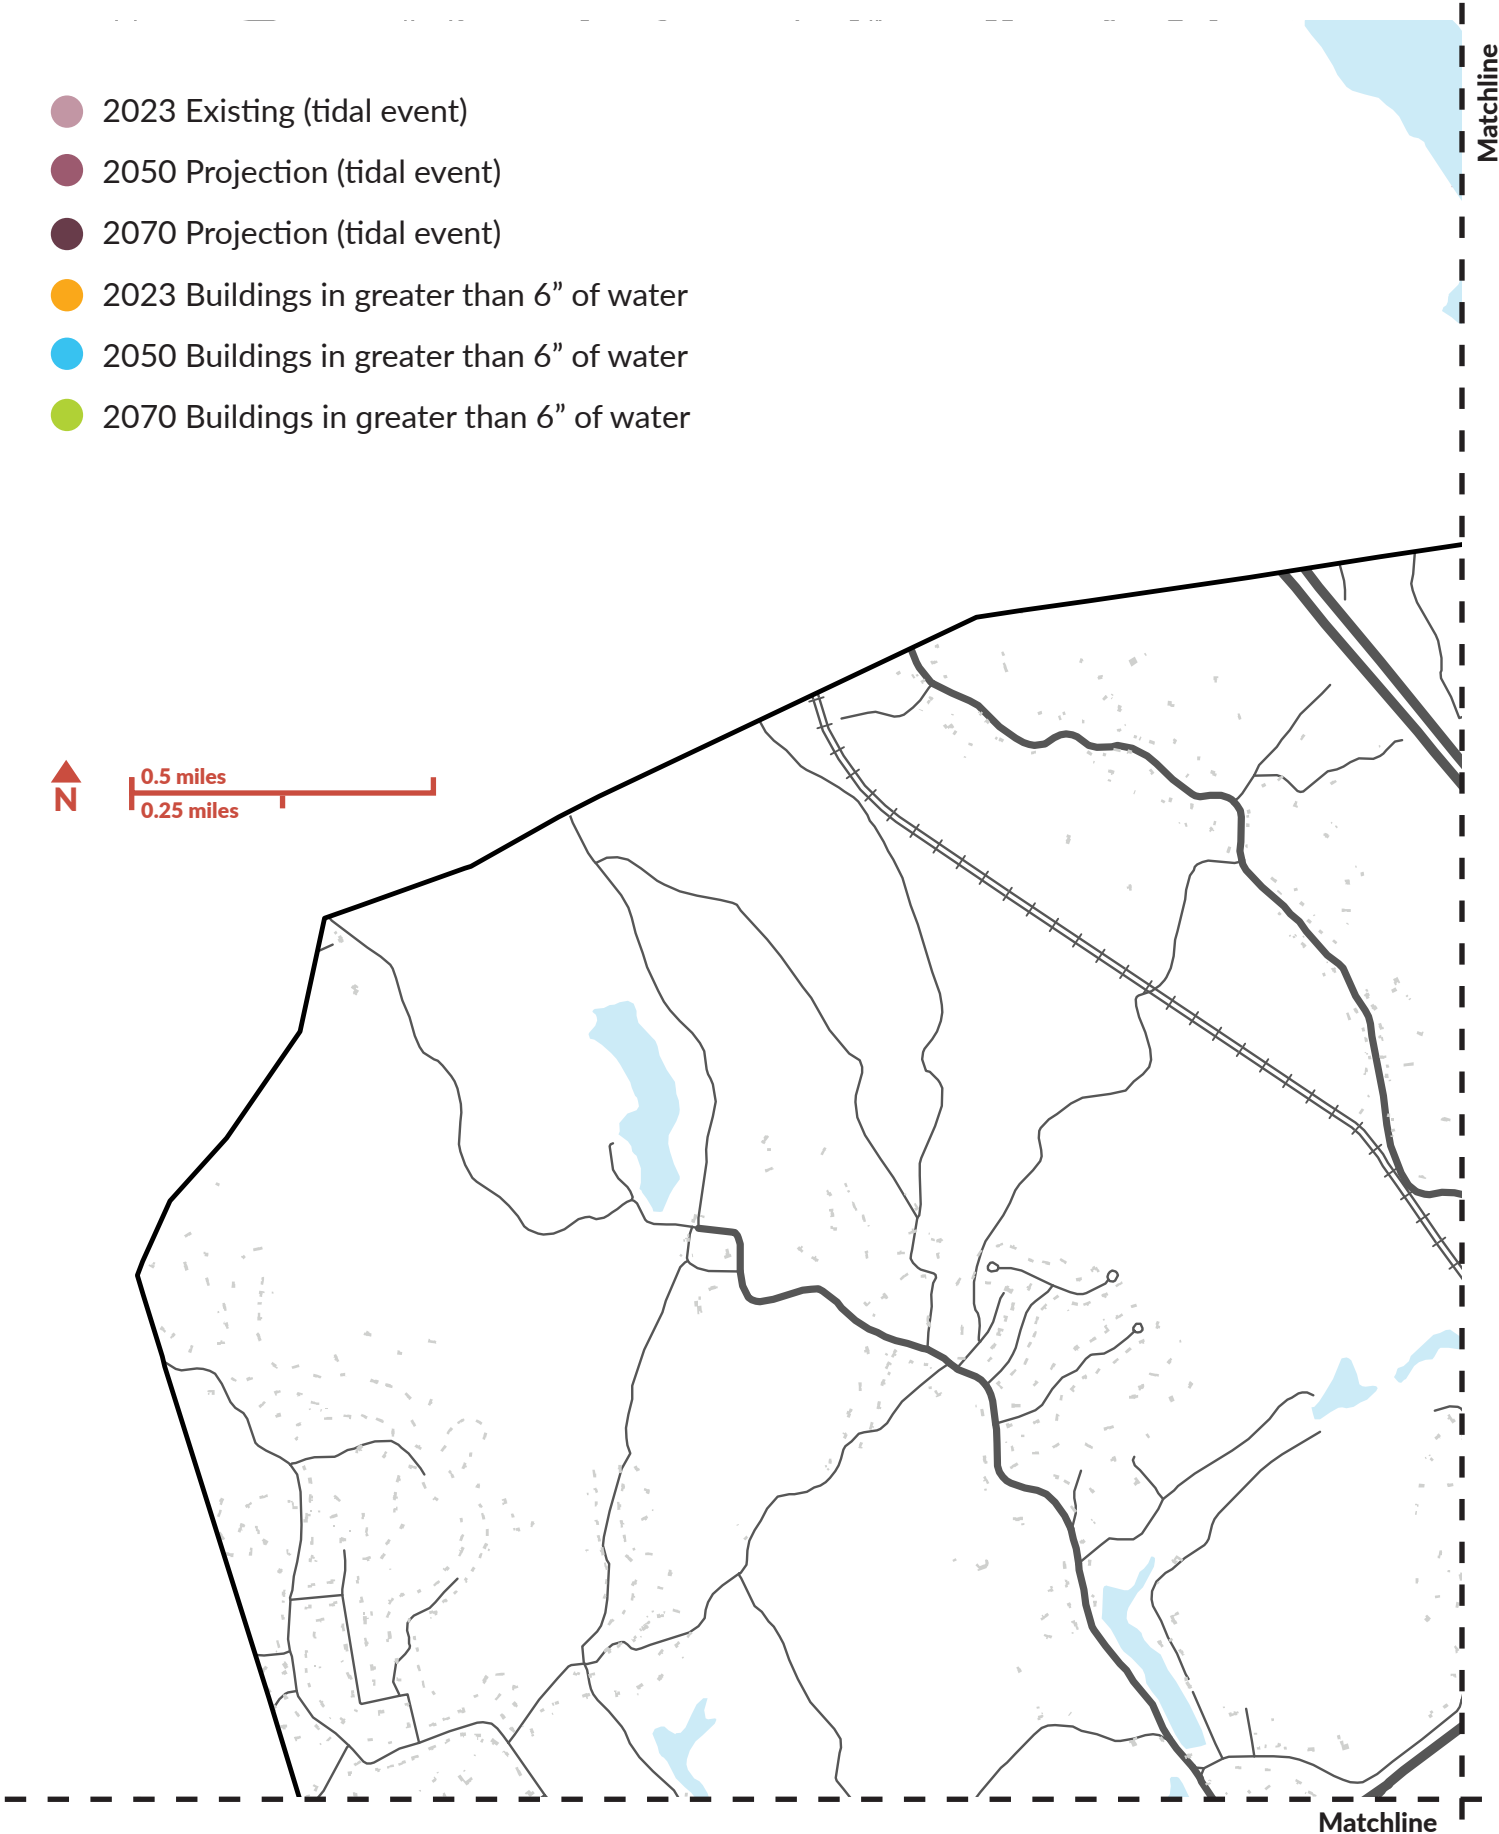 Matchline
2023 Existing (tidal event)
2050 Projection (tidal event)
2070 Projection (tidal event)
2023 Buildings in greater than 6” of water
2050 Buildings in greater than 6” of water
2070 Buildings in greater than 6” of water
0.5 miles
N
0.25 miles
Matchline